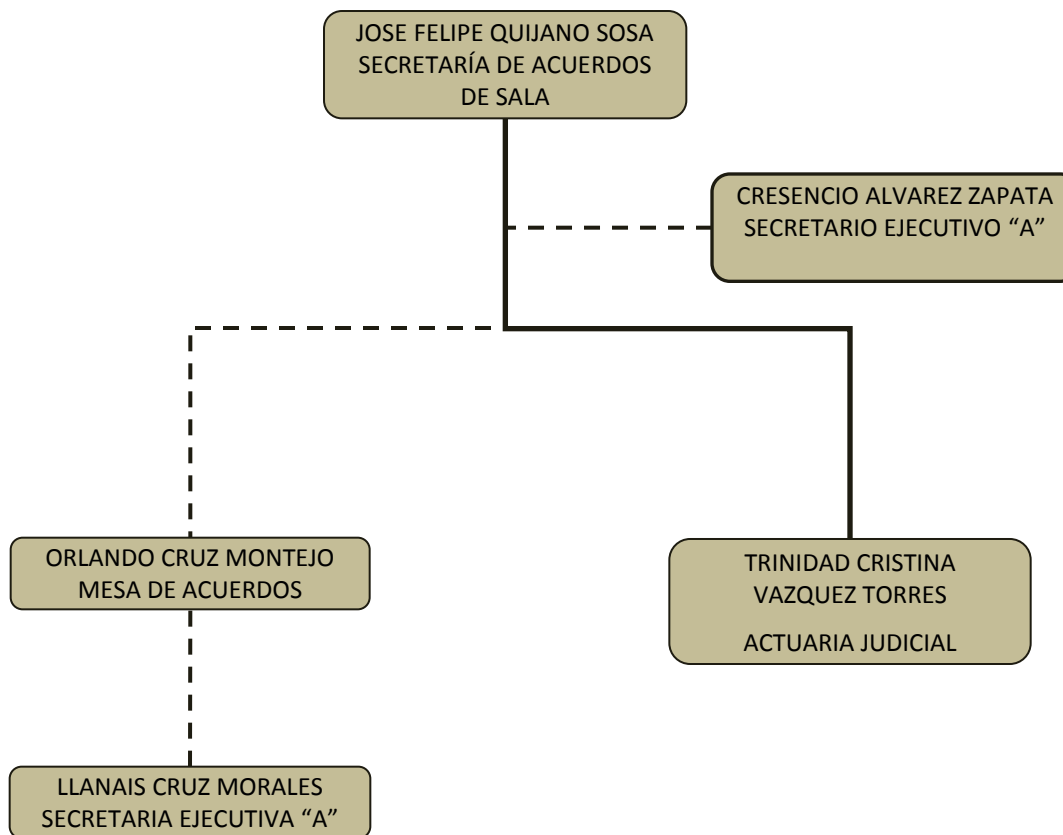 JOSE FELIPE QUIJANO SOSA
SECRETARÍA DE ACUERDOS
DE SALA
CRESENCIO ALVAREZ ZAPATA
SECRETARIO EJECUTIVO “A”
ORLANDO CRUZ MONTEJO
MESA DE ACUERDOS
TRINIDAD CRISTINA
VAZQUEZ TORRES
ACTUARIA JUDICIAL
LLANAIS CRUZ MORALES
SECRETARIA EJECUTIVA “A”